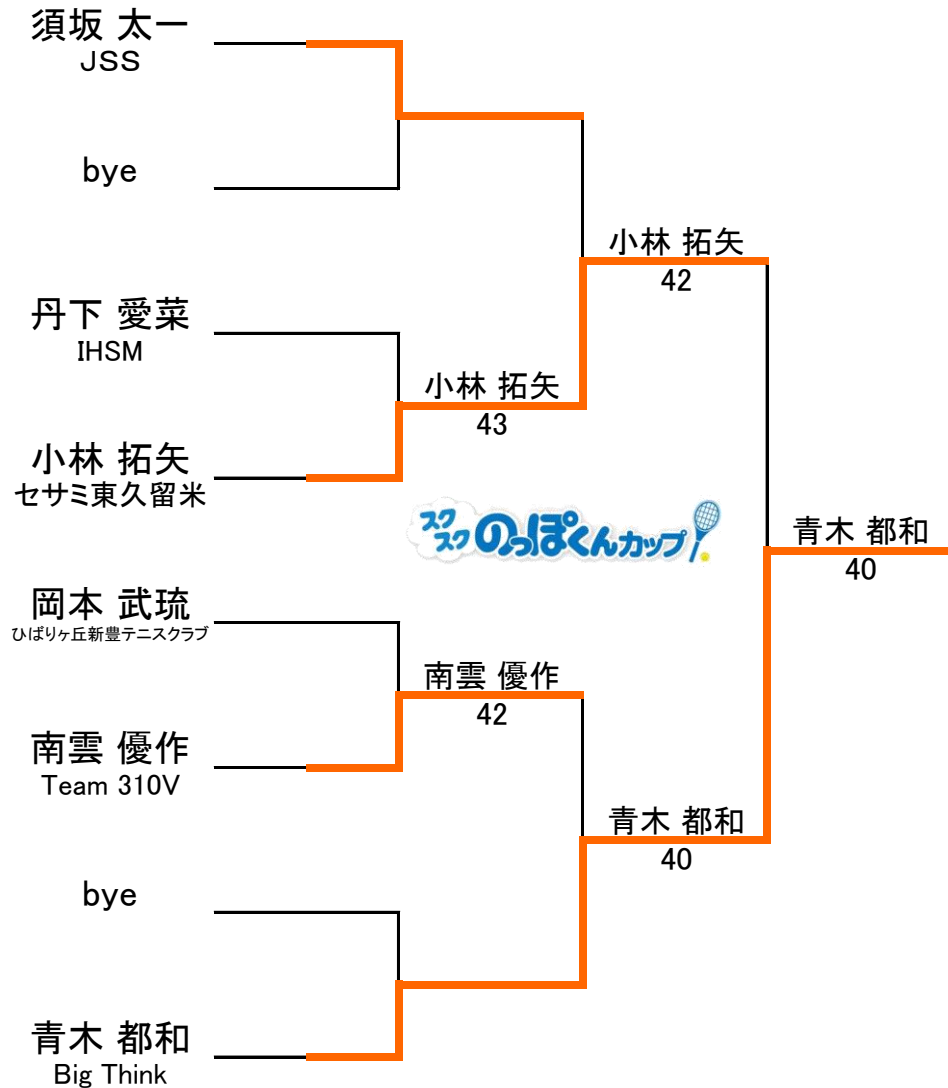 須坂 太一
JSS
bye
小林 拓矢
42
丹下 愛菜
IHSM
小林 拓矢
43
小林 拓矢
セサミ東久留米
スク
スク のっぽくんカップ
青木 都和
40
岡本 武琉
ひばりヶ丘新豊テニスクラブ
南雲 優作
42
南雲 優作
Team 310V
青木 都和
40
bye
青木 都和
Big Think